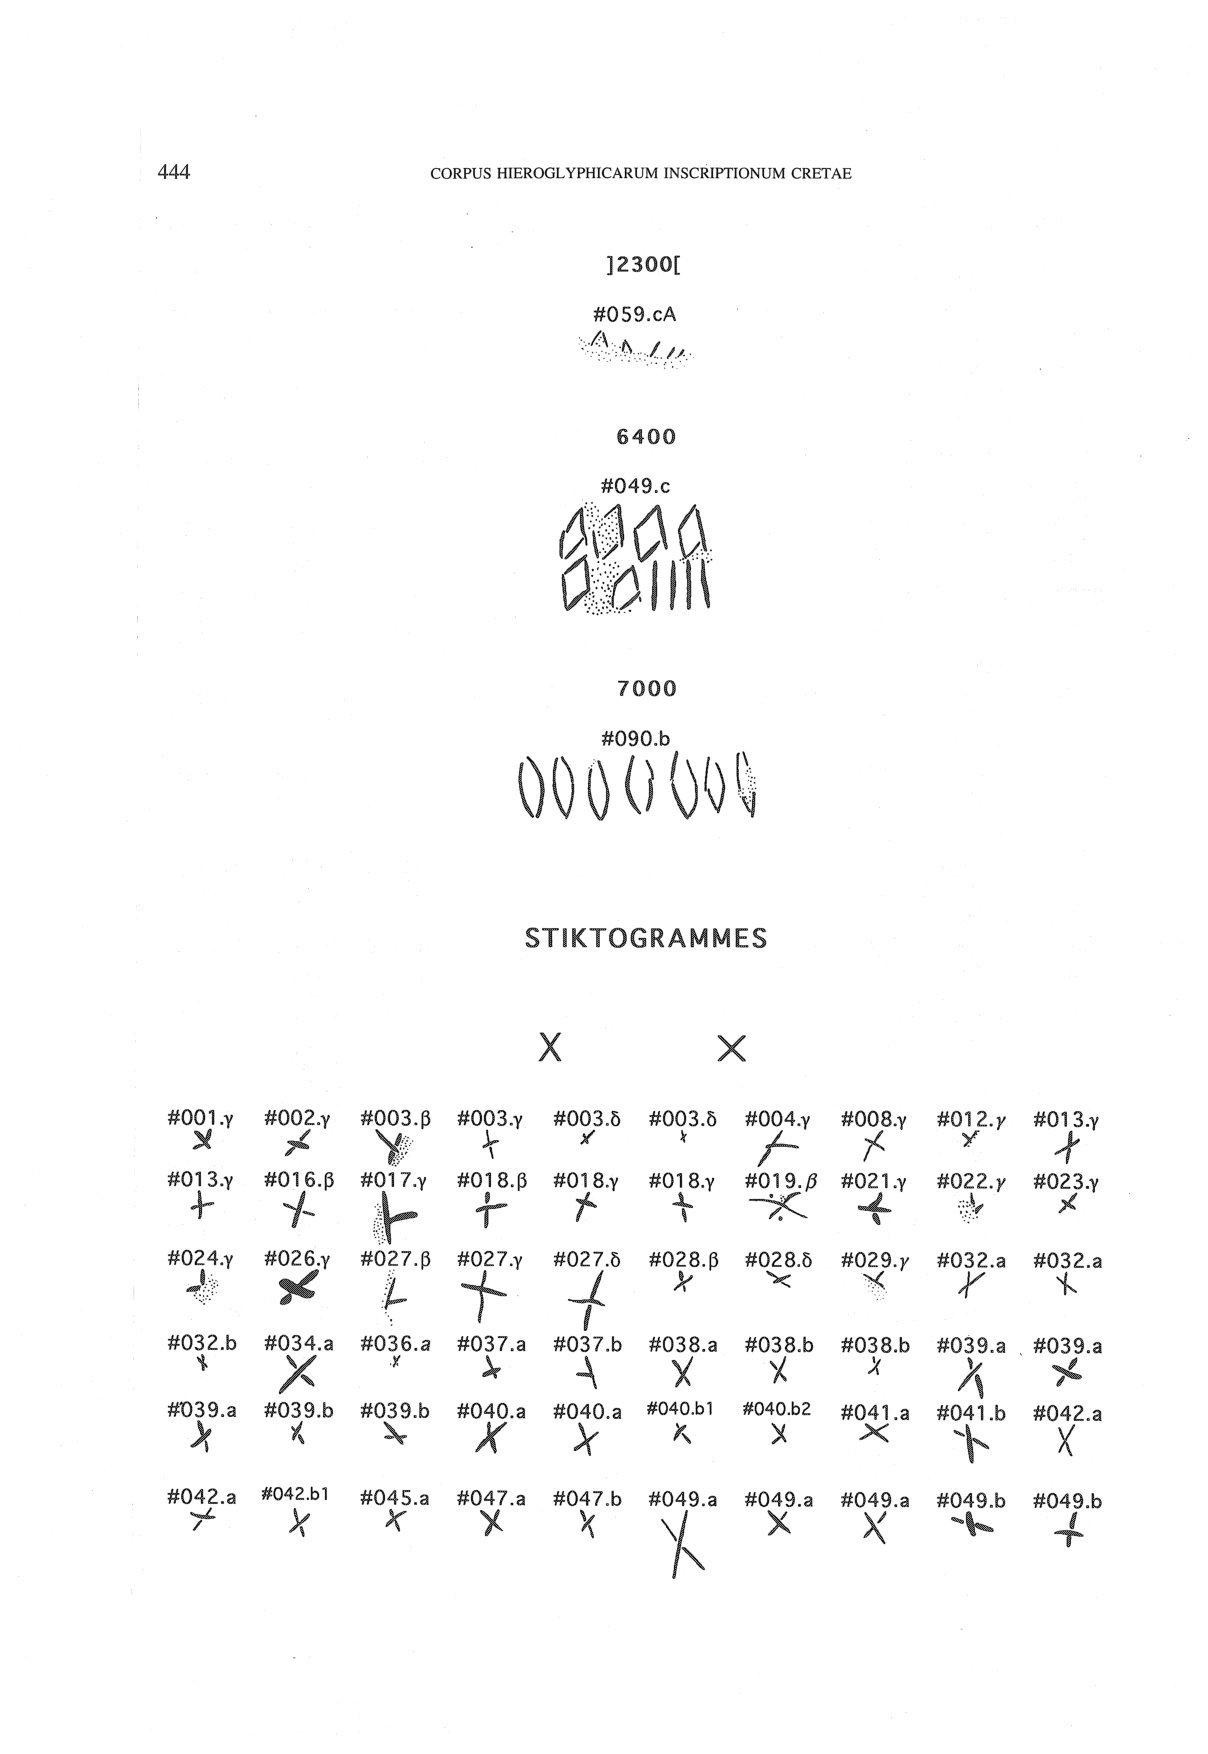 444 CORPUS HIEROGLYPHICARUM INSCRIPTIONUM CRETAE
]2300[
#059.cA
6400
#049.c
7000
#090.b
STIKTOGRAMMES
X X
#001.γ #002.γ #003.β #003.γ #003.δ #003.δ #004.γ #008.γ #012.γ #013.γ
#013.γ #016.β #017.γ #018.β #018.γ #018.γ #019.β #021.γ #022.γ #023.γ
#024.γ #026.γ #027.β #027.γ #027.δ #028.β #028.δ #029.γ #032.a #032.a
#032.b #034.a #036.a #037.a #037.b #038.a #038.b #038.b #039.a #039.a
#039.a #039.b #039.b #040.a #040.a #040.b1 #040.b2 #041.a #041.b #042.a
#042.a #042.b1 #045.a #047.a #047.b #049.a #049.a #049.a #049.b #049.b